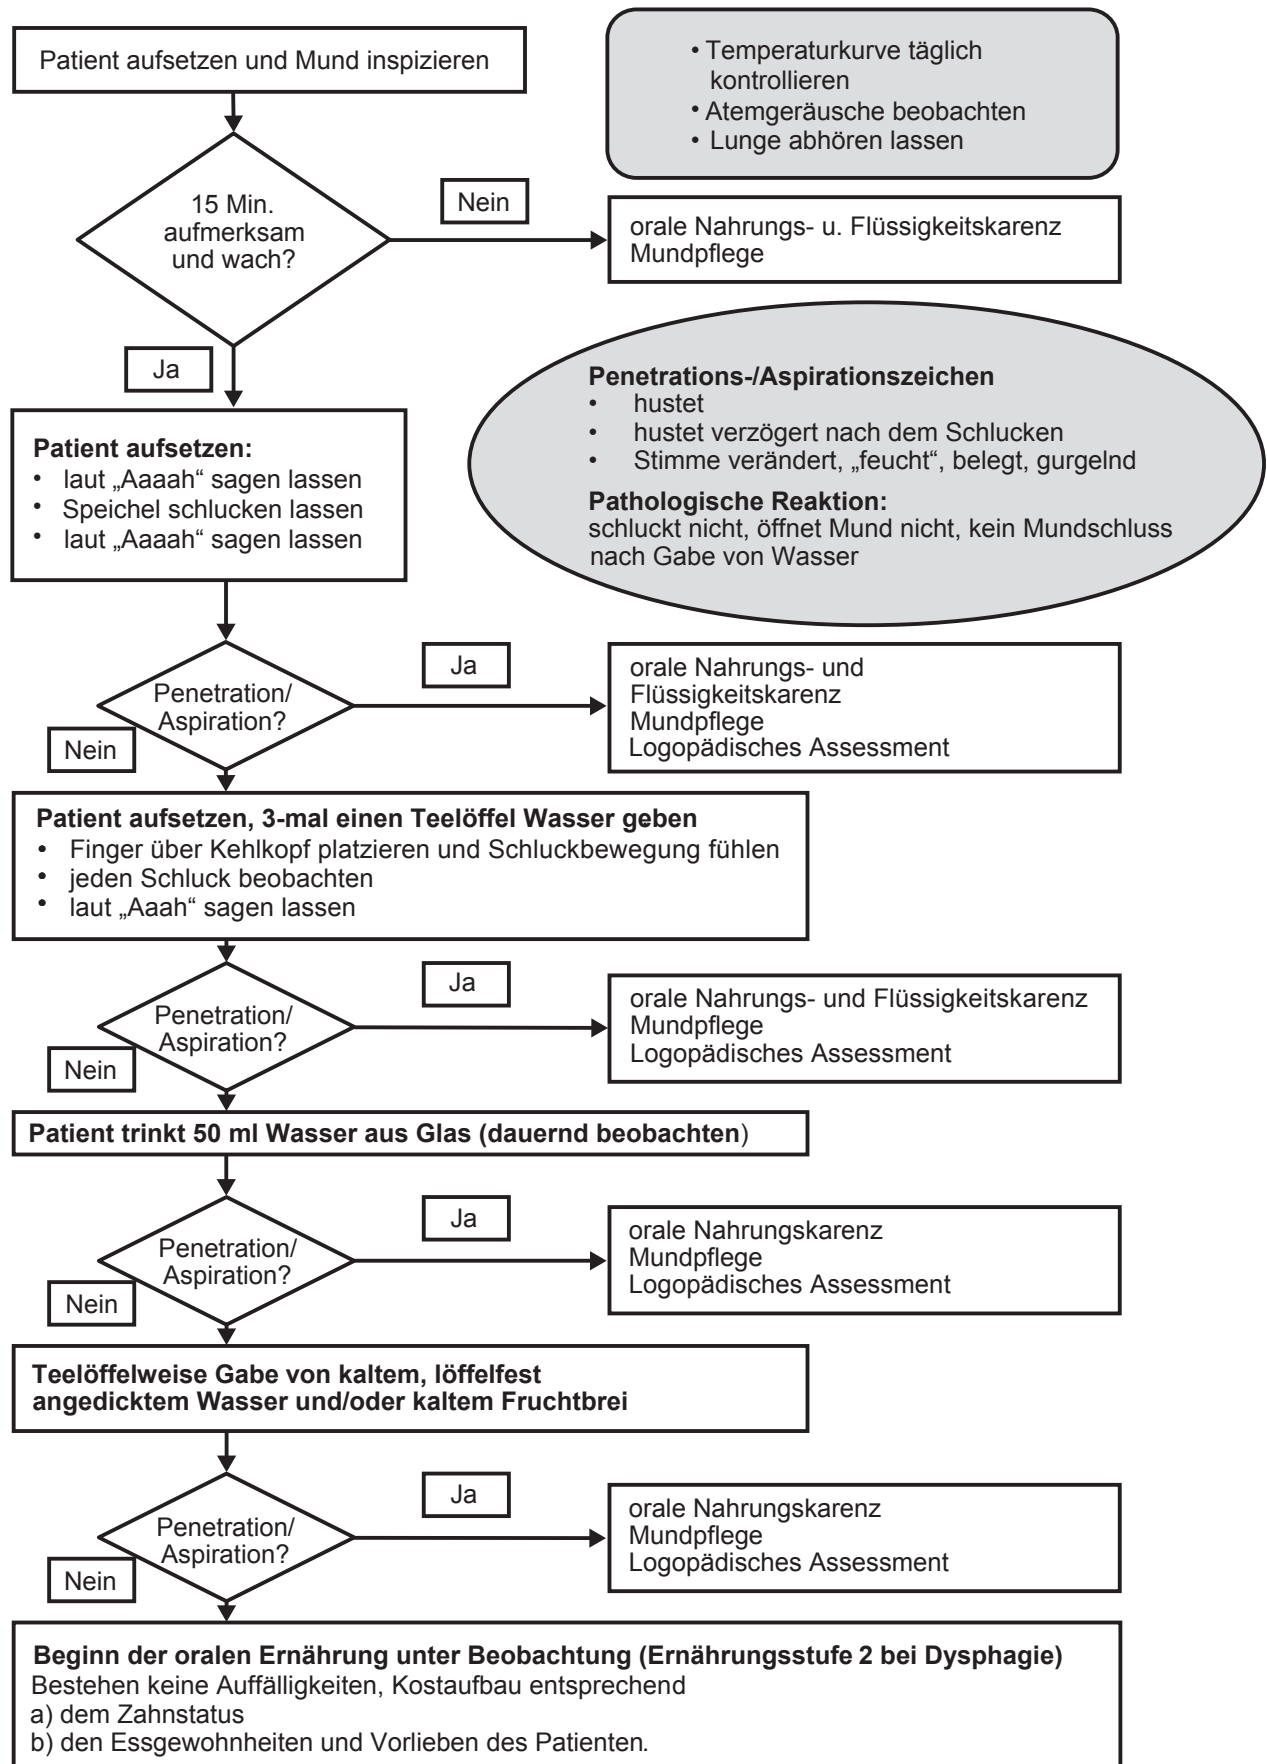 Patient aufsetzen und Mund inspizieren
• Temperaturkurve täglich
kontrollieren
• Atemgeräusche beobachten
• Lunge abhören lassen
15 Min.
aufmerksam
und wach?
Nein
orale Nahrungs- u. Flüssigkeitskarenz
Mundpflege
Ja
Penetrations-/Aspirationszeichen
• hustet
• hustet verzögert nach dem Schlucken
• Stimme verändert, „feucht“, belegt, gurgelnd
Pathologische Reaktion:
schluckt nicht, öffnet Mund nicht, kein Mundschluss
nach Gabe von Wasser
Patient aufsetzen:
• laut „Aaaah“ sagen lassen
• Speichel schlucken lassen
• laut „Aaaah“ sagen lassen
Penetration/
Aspiration?
Ja
orale Nahrungs- und
Flüssigkeitskarenz
Mundpflege
Logopädisches Assessment
Nein
Patient aufsetzen, 3-mal einen Teelöffel Wasser geben
• Finger über Kehlkopf platzieren und Schluckbewegung fühlen
• jeden Schluck beobachten
• laut „Aaah“ sagen lassen
Penetration/
Aspiration?
Ja
orale Nahrungs- und Flüssigkeitskarenz
Mundpflege
Logopädisches Assessment
Nein
Patient trinkt 50 ml Wasser aus Glas (dauernd beobachten)
Penetration/
Aspiration?
Ja
orale Nahrungskarenz
Mundpflege
Logopädisches Assessment
Nein
Teelöffelweise Gabe von kaltem, löffelfest
angedicktem Wasser und/oder kaltem Fruchtbrei
Penetration/
Aspiration?
Ja
orale Nahrungskarenz
Mundpflege
Logopädisches Assessment
Nein
Beginn der oralen Ernährung unter Beobachtung (Ernährungsstufe 2 bei Dysphagie)
Bestehen keine Auffälligkeiten, Kostaufbau entsprechend
a) dem Zahnstatus
b) den Essgewohnheiten und Vorlieben des Patienten.